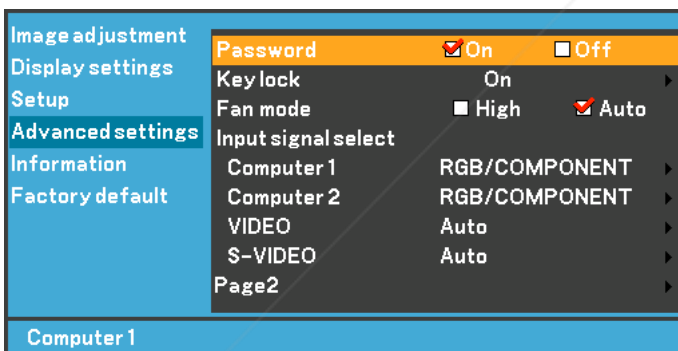 Image adjustment
Display settings
Setup
Advanced settings
Information
Factory default
Password On Off
Key lock On
Fan mode High Auto
Input signal select
Computer 1 RGB/COMPONENT
Computer 2 RGB/COMPONENT
VIDEO Auto
S-VIDEO Auto
Page2
Computer 1